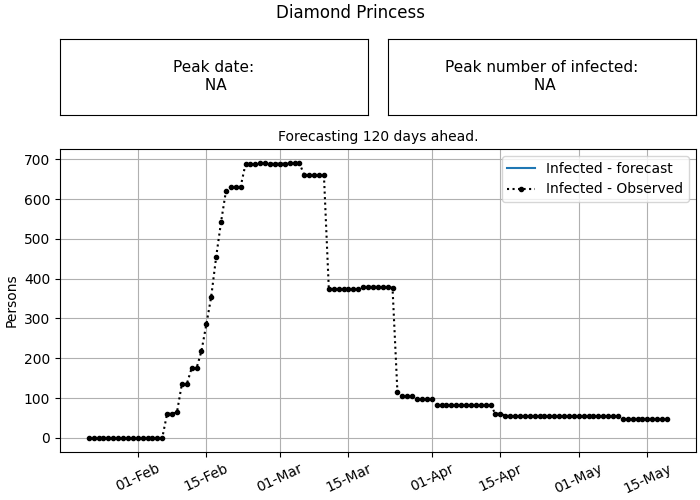 Diamond Princess
Peak date:
NA
Peak number of infected:
NA
Forecasting 120 days ahead.
Infected - forecast
Infected - Observed
Persons
700
600
500
400
300
200
100
0
01-Feb
15-Feb
01-Mar
15-Mar
01-Apr
15-Apr
01-May
15-May